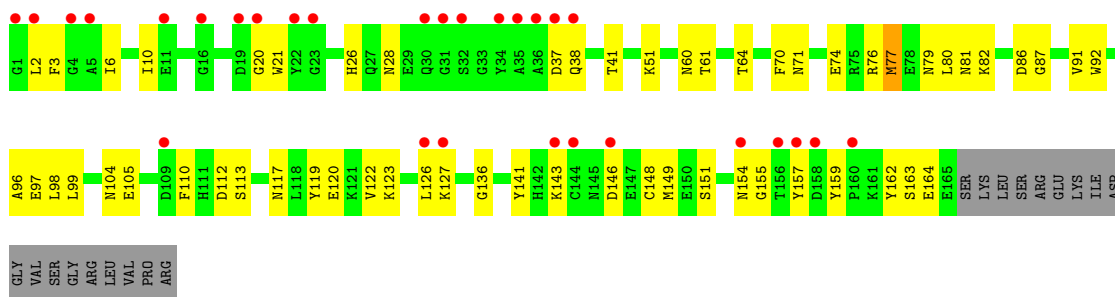 G1 L2 F3 G4 A5 I6 I10 E11 G16 D19 G20 W21 Y22 G23 H26 Q27 N28 E29 Q30 G31 S32 G33 Y34 A35 A36 D37 Q38 T41 K51 N60 T61 T64 F70 N71 E74 R75 R76 M77 E78 N79 L80 N81 K82 D86 G87 V91 W92
A96 E97 L98 L99 N104 E105 D109 F110 H111 D112 S113 N117 L118 Y119 E120 K121 V122 K123 L126 K127 G136 Y141 H142 K143 C144 N145 D146 E147 C148 M149 E150 S151 N154 G155 T156 Y157 D158 Y159 P160 K161 Y162 S163 E164 E165 SER LYS LEU SER ARG GLU LYS ILE ASP
GLY VAL SER GLY ARG LEU VAL PRO ARG